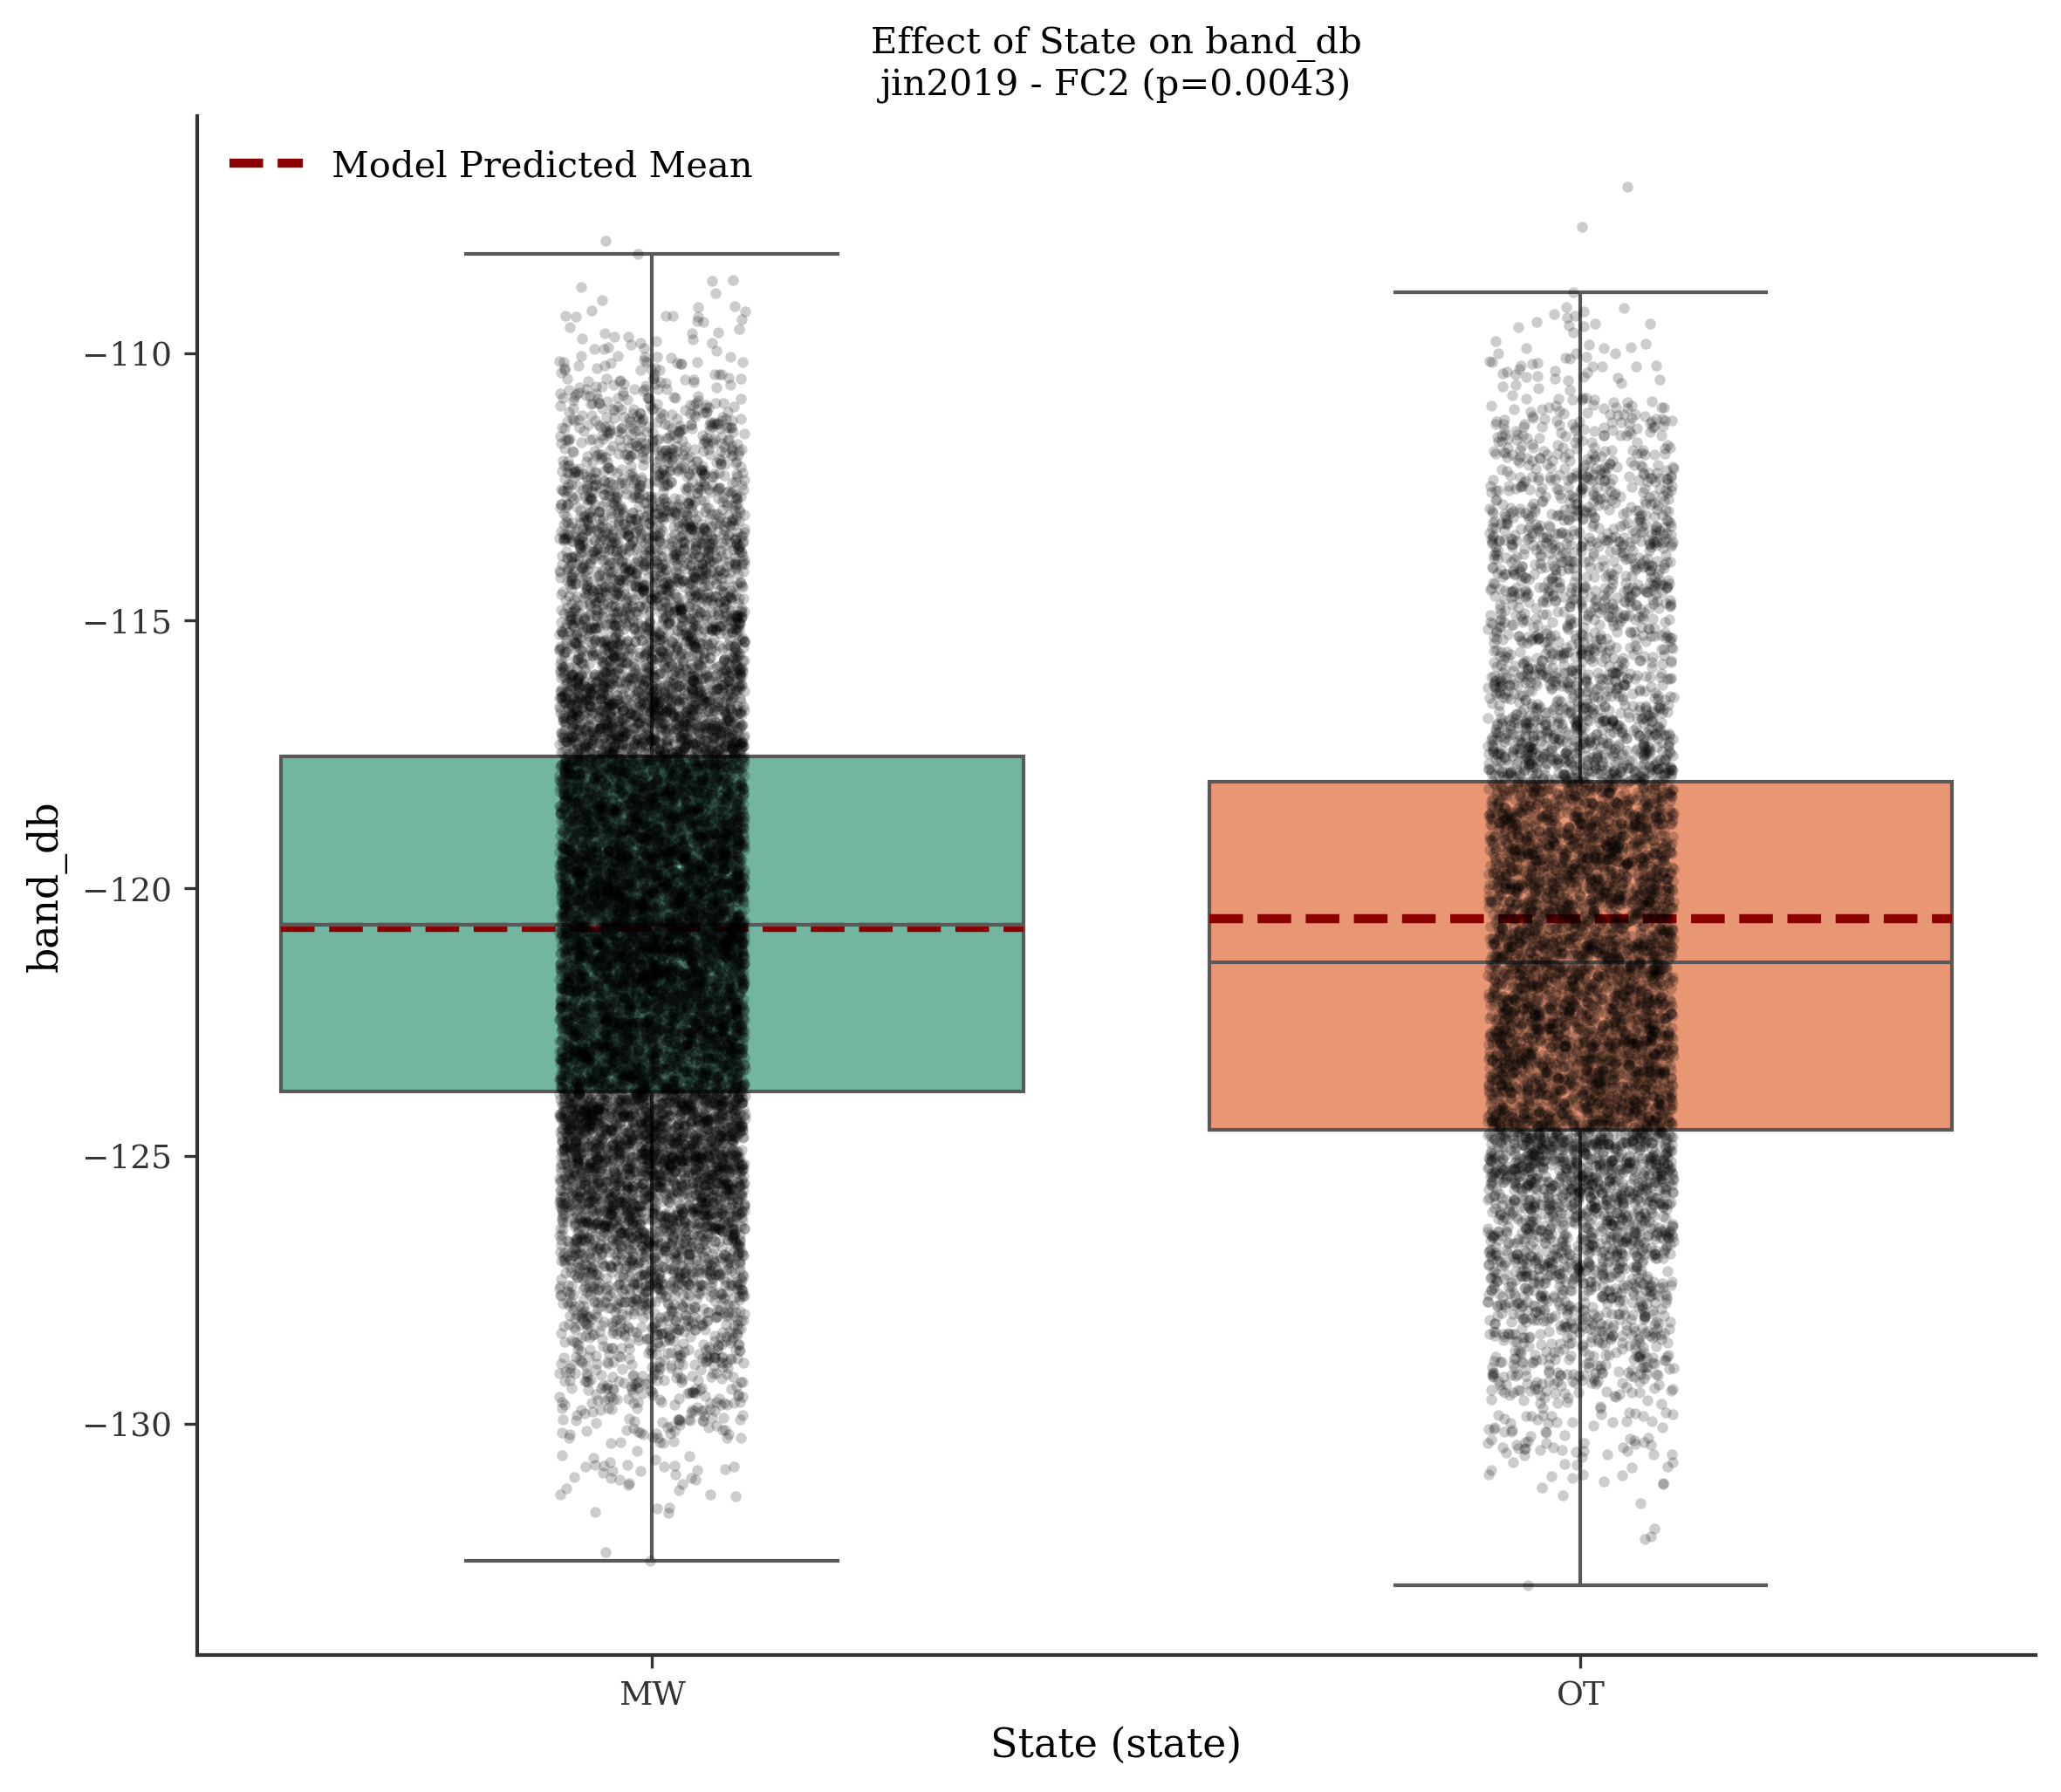 Effect of State on band_db
jin2019 - FC2 (p=0.0043)
Model Predicted Mean
−110
−115
−120
−125
−130
band_db
MW
OT
State (state)